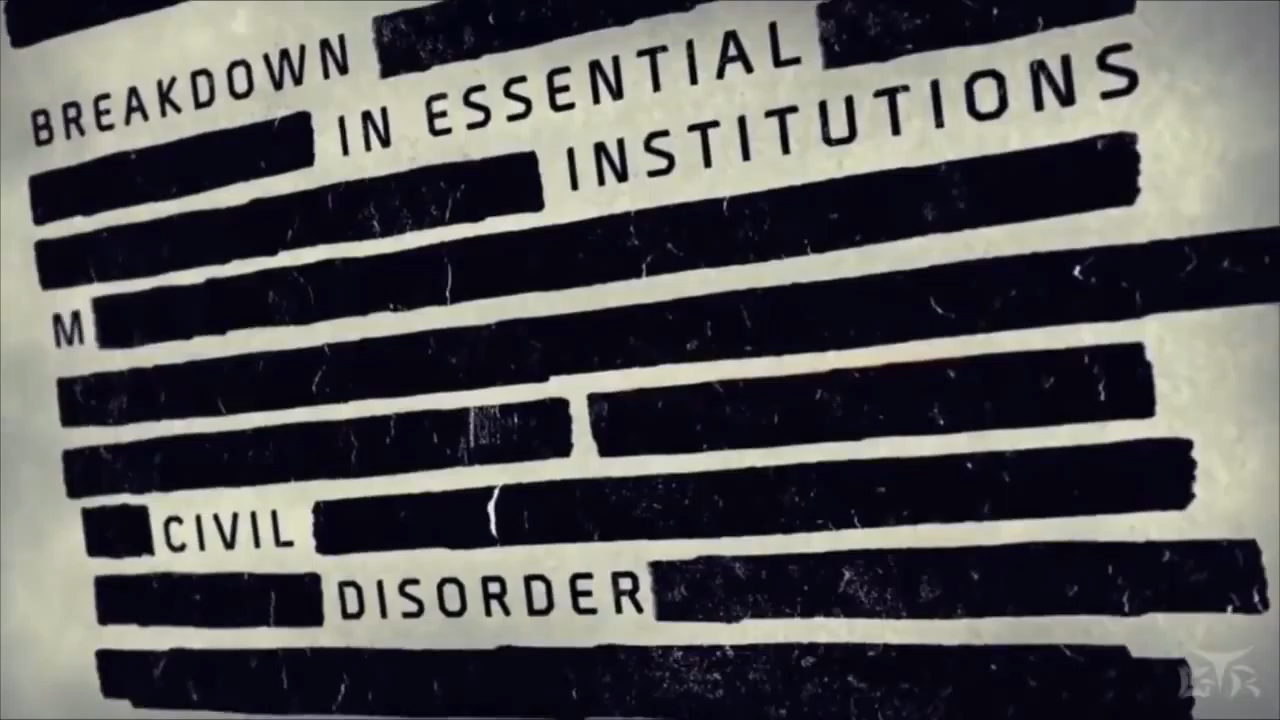 BREAKDOWN
IN ESSENTIAL
INSTITUTIONS
M
CIVIL
DISORDER